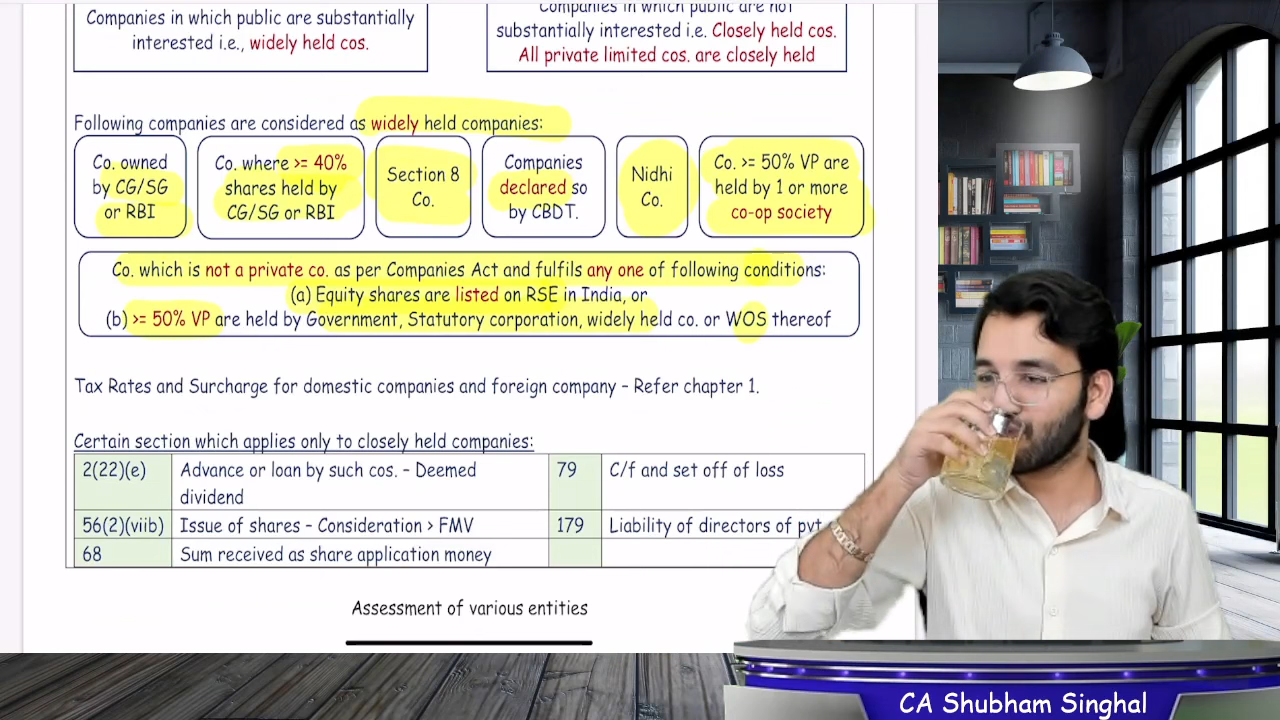 Companies in which public are substantially
interested i.e., widely held cos.
Companies in which public are not
substantially interested i.e. Closely held cos.
All private limited cos. are closely held
Following companies are considered as widely held companies:
Co. owned
by CG/SG
or RBI
Co. where >= 40%
shares held by
CG/SG or RBI
Section 8
Co.
Companies
declared so
by CBDT.
Nidhi
Co.
Co. >= 50% VP are
held by 1 or more
co-op society
Co. which is not a private co. as per Companies Act and fulfils any one of following conditions:
(a) Equity shares are listed on RSE in India, or
(b) >= 50% VP are held by Government, Statutory corporation, widely held co. or WOS thereof
Tax Rates and Surcharge for domestic companies and foreign company – Refer chapter 1.
Certain section which applies only to closely held companies:
2(22)(e) Advance or loan by such cos. – Deemed 79 C/f and set off of loss
dividend
56(2)(viib) Issue of shares – Consideration > FMV 179 Liability of directors of pvt
68 Sum received as share application money
Assessment of various entities
CA Shubham Singhal